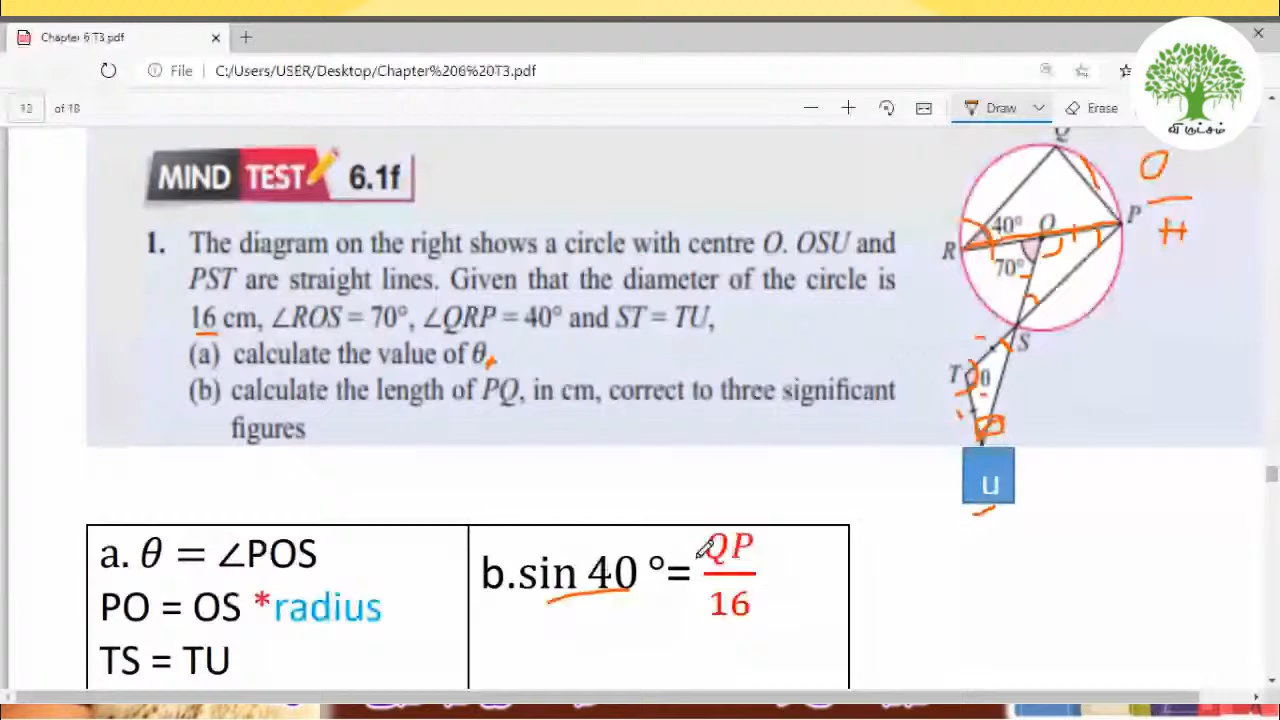 Chapter 6 T3.pdf
File C:/Users/USER/Desktop/Chapter%206%20T3.pdf
12 of 18
Draw Erase
விருட்சம்
MIND TEST 6.1f
1. The diagram on the right shows a circle with centre O. OSU and
PST are straight lines. Given that the diameter of the circle is
16 cm, ∠ROS = 70°, ∠QRP = 40° and ST = TU,
(a) calculate the value of θ
(b) calculate the length of PQ, in cm, correct to three significant
figures
Q
O
H
P
40° O
R
70°
S
T θ
u
a. θ = ∠POS
PO = OS *radius
TS = TU
b.sin 40 °= QP
16